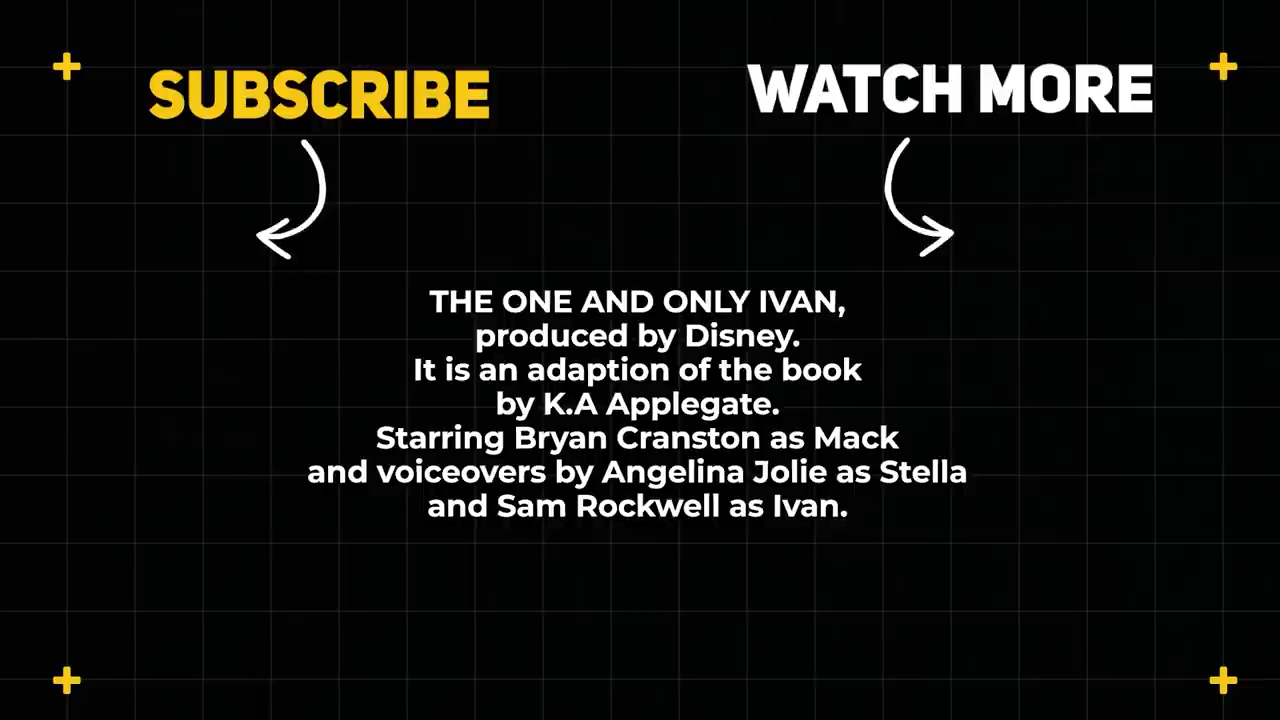 SUBSCRIBE
WATCH MORE
THE ONE AND ONLY IVAN,
produced by Disney.
It is an adaption of the book
by K.A Applegate.
Starring Bryan Cranston as Mack
and voiceovers by Angelina Jolie as Stella
and Sam Rockwell as Ivan.